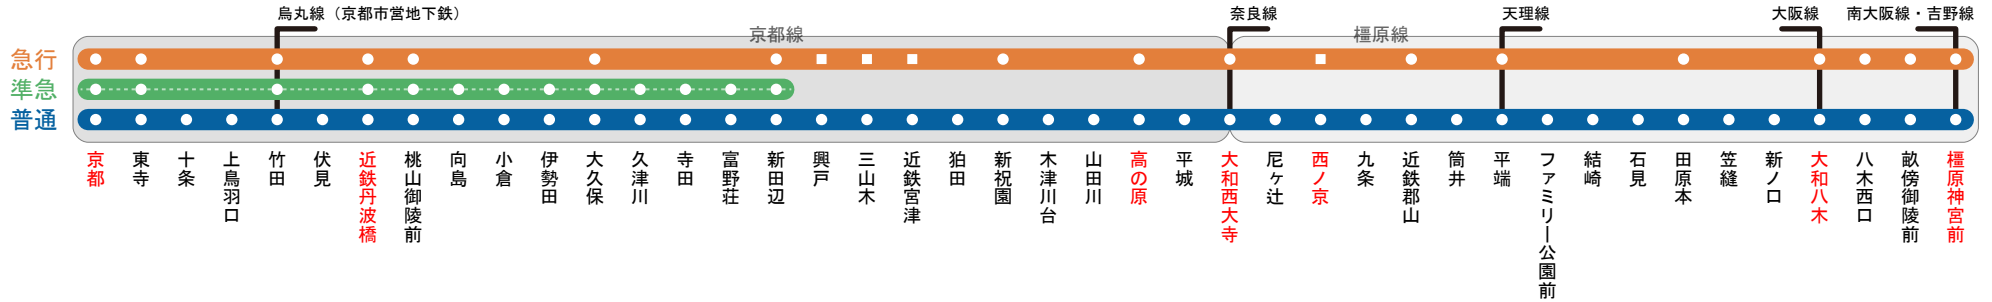 烏丸線（京都市営地下鉄）
奈良線
天理線
大阪線
南大阪線・吉野線
京都線
橿原線
急行
準急
普通
京都
東寺
十条
上鳥羽口
竹田
伏見
近鉄丹波橋
桃山御陵前
向島
小倉
伊勢田
大久保
久津川
寺田
富野荘
新田辺
興戸
三山木
近鉄宮津
狛田
新祝園
木津川台
山田川
高の原
平城
大和西大寺
尼ヶ辻
西ノ京
九条
近鉄郡山
筒井
平端
ファミリー公園前
結崎
石見
田原本
笠縫
新ノ口
大和八木
八木西口
畝傍御陵前
橿原神宮前